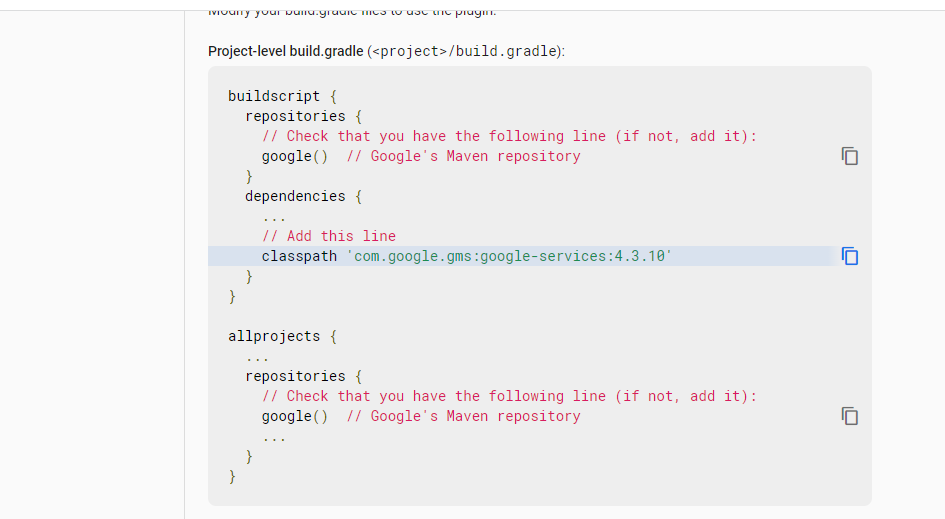 Modify your build.gradle files to use the plugin.
Project-level build.gradle (<project>/build.gradle):
buildscript {
  repositories {
    // Check that you have the following line (if not, add it):
    google()  // Google's Maven repository
  }
  dependencies {
    ...
    // Add this line
    classpath 'com.google.gms:google-services:4.3.10'
  }
}

allprojects {
  ...
  repositories {
    // Check that you have the following line (if not, add it):
    google()  // Google's Maven repository
    ...
  }
}